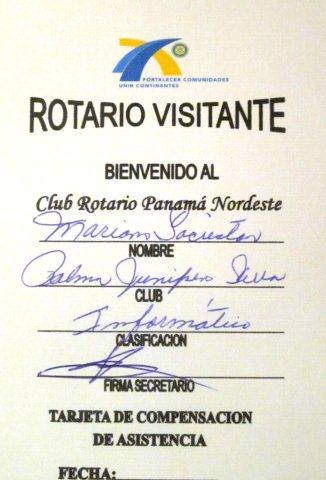 FORTALECER COMUNIDADES
UNIR CONTINENTES
ROTARIO VISITANTE
BIENVENIDO AL
Club Rotario Panamá Nordeste
Mariano
NOMBRE
Palma Junípero Serra
CLUB
Informático
CLASIFICACION
FIRMA SECRETARIO
TARJETA DE COMPENSACION
DE ASISTENCIA
FECHA: